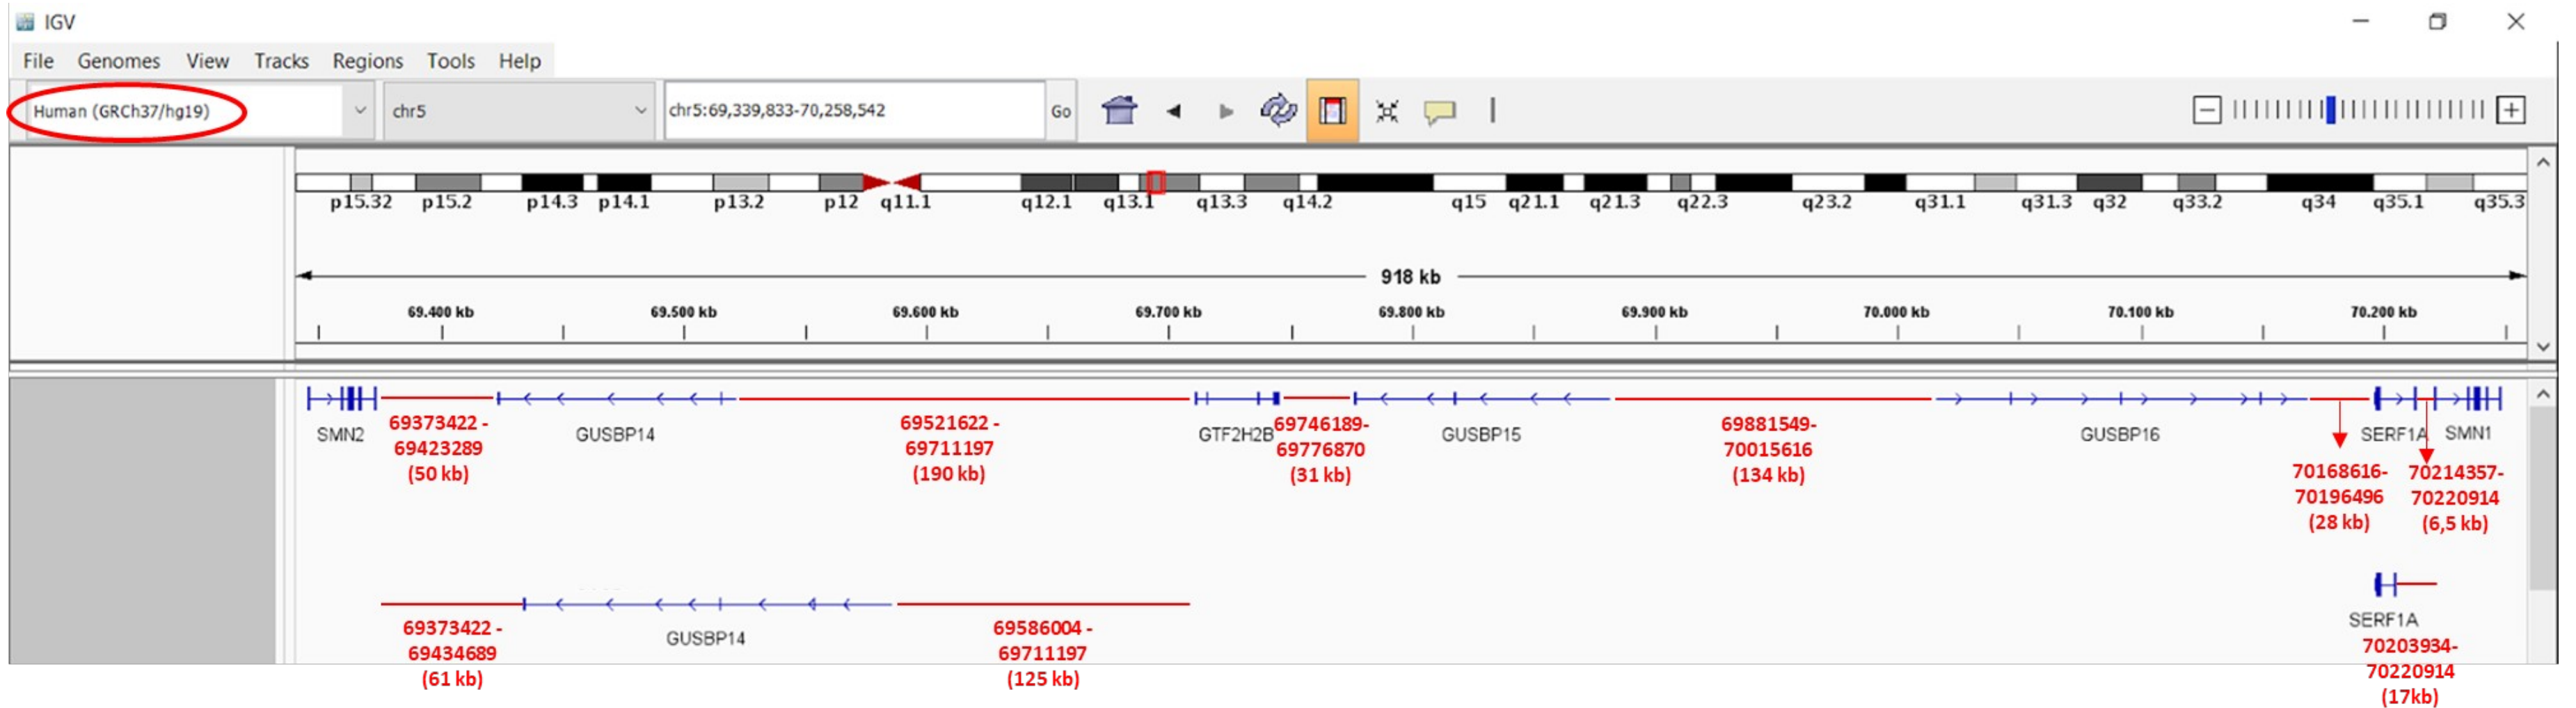 IGV
File Genomes View Tracks Regions Tools Help
Human (GRCh37/hg19) chr5 chr5:69,339,833-70,258,542 Go
p15.32 p15.2 p14.3 p14.1 p13.2 p12 q11.1 q12.1 q13.1 q13.3 q14.2 q15 q21.1 q21.3 q22.3 q23.2 q31.1 q31.3 q32 q33.2 q34 q35.1 q35.3
918 kb
69.400 kb 69.500 kb 69.600 kb 69.700 kb 69.800 kb 69.900 kb 70.000 kb 70.100 kb 70.200 kb
SMN2
69373422 -
69423289
(50 kb)
GUSBP14
69521622 -
69711197
(190 kb)
GTF2H2B
69746189-
69776870
(31 kb)
GUSBP15
69881549-
70015616
(134 kb)
GUSBP16
SERF1A
SMN1
70168616-
70196496
(28 kb)
70214357-
70220914
(6,5 kb)
69373422 -
69434689
(61 kb)
GUSBP14
69586004 -
69711197
(125 kb)
SERF1A
70203934-
70220914
(17kb)